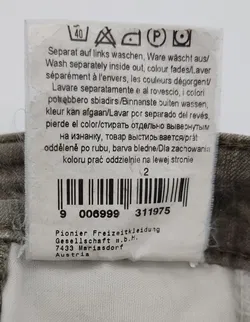 40 P
Separat auf links waschen, Ware wäscht aus/
Wash separately inside out, colour fades/Laver
séparément à l'envers, les couleurs dégorgent/
Lavare separatamente e al rovescio, i colori
potrebbero sbiadirsi/Binnenste buiten wassen,
kleur kan afgaan/Lavar por separado del revés,
pierde el color/стирать отдельно вывернутым
на изнанку, товар выстирывается/prát
odděleně po rubu, barva bledne/Dla zachowania
koloru prać oddzielnie na lewej stronie
2
9 006999 311975
Pionier Freizeitkleidung
Gesellschaft m.b.H.
7433 Mariasdorf
Austria